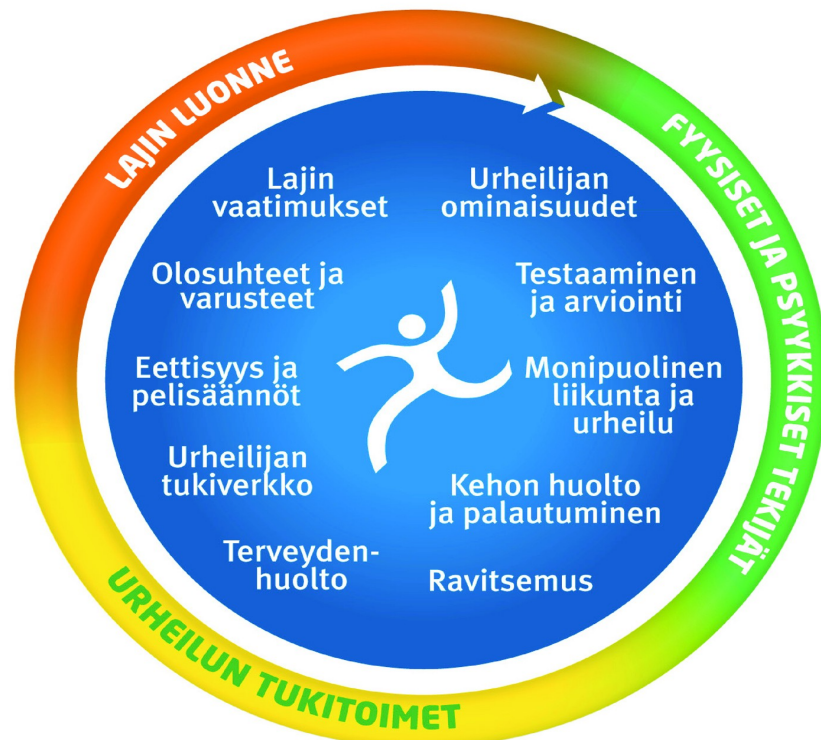 LAJIN LUONNE
FYYSISET JA PSYYKKISET TEKIJÄT
URHEILUN TUKITOIMET
Lajin
vaatimukset
Urheilijan
ominaisuudet
Olosuhteet ja
varusteet
Testaaminen
ja arviointi
Eettisyys ja
pelisäännöt
Monipuolinen
liikunta ja
urheilu
Urheilijan
tukiverkko
Kehon huolto
ja palautuminen
Terveyden-
huolto
Ravitsemus